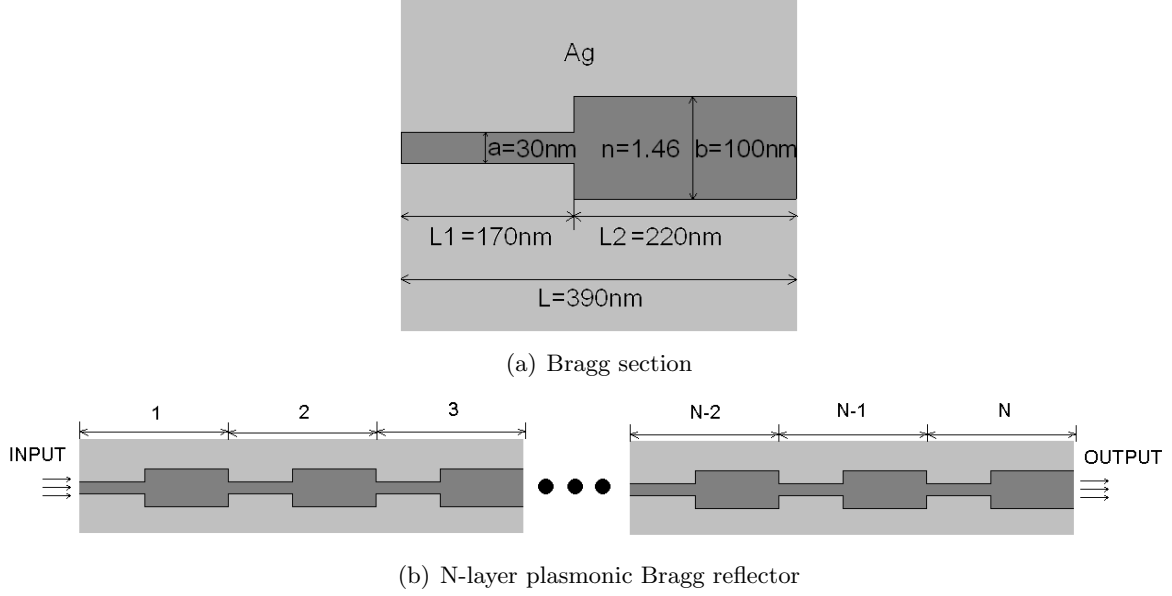 Ag
a=30nm n=1.46 b=100nm
L1=170nm L2=220nm
L=390nm
(a) Bragg section
1 2 3 N-2 N-1 N
INPUT OUTPUT
(b) N-layer plasmonic Bragg reflector